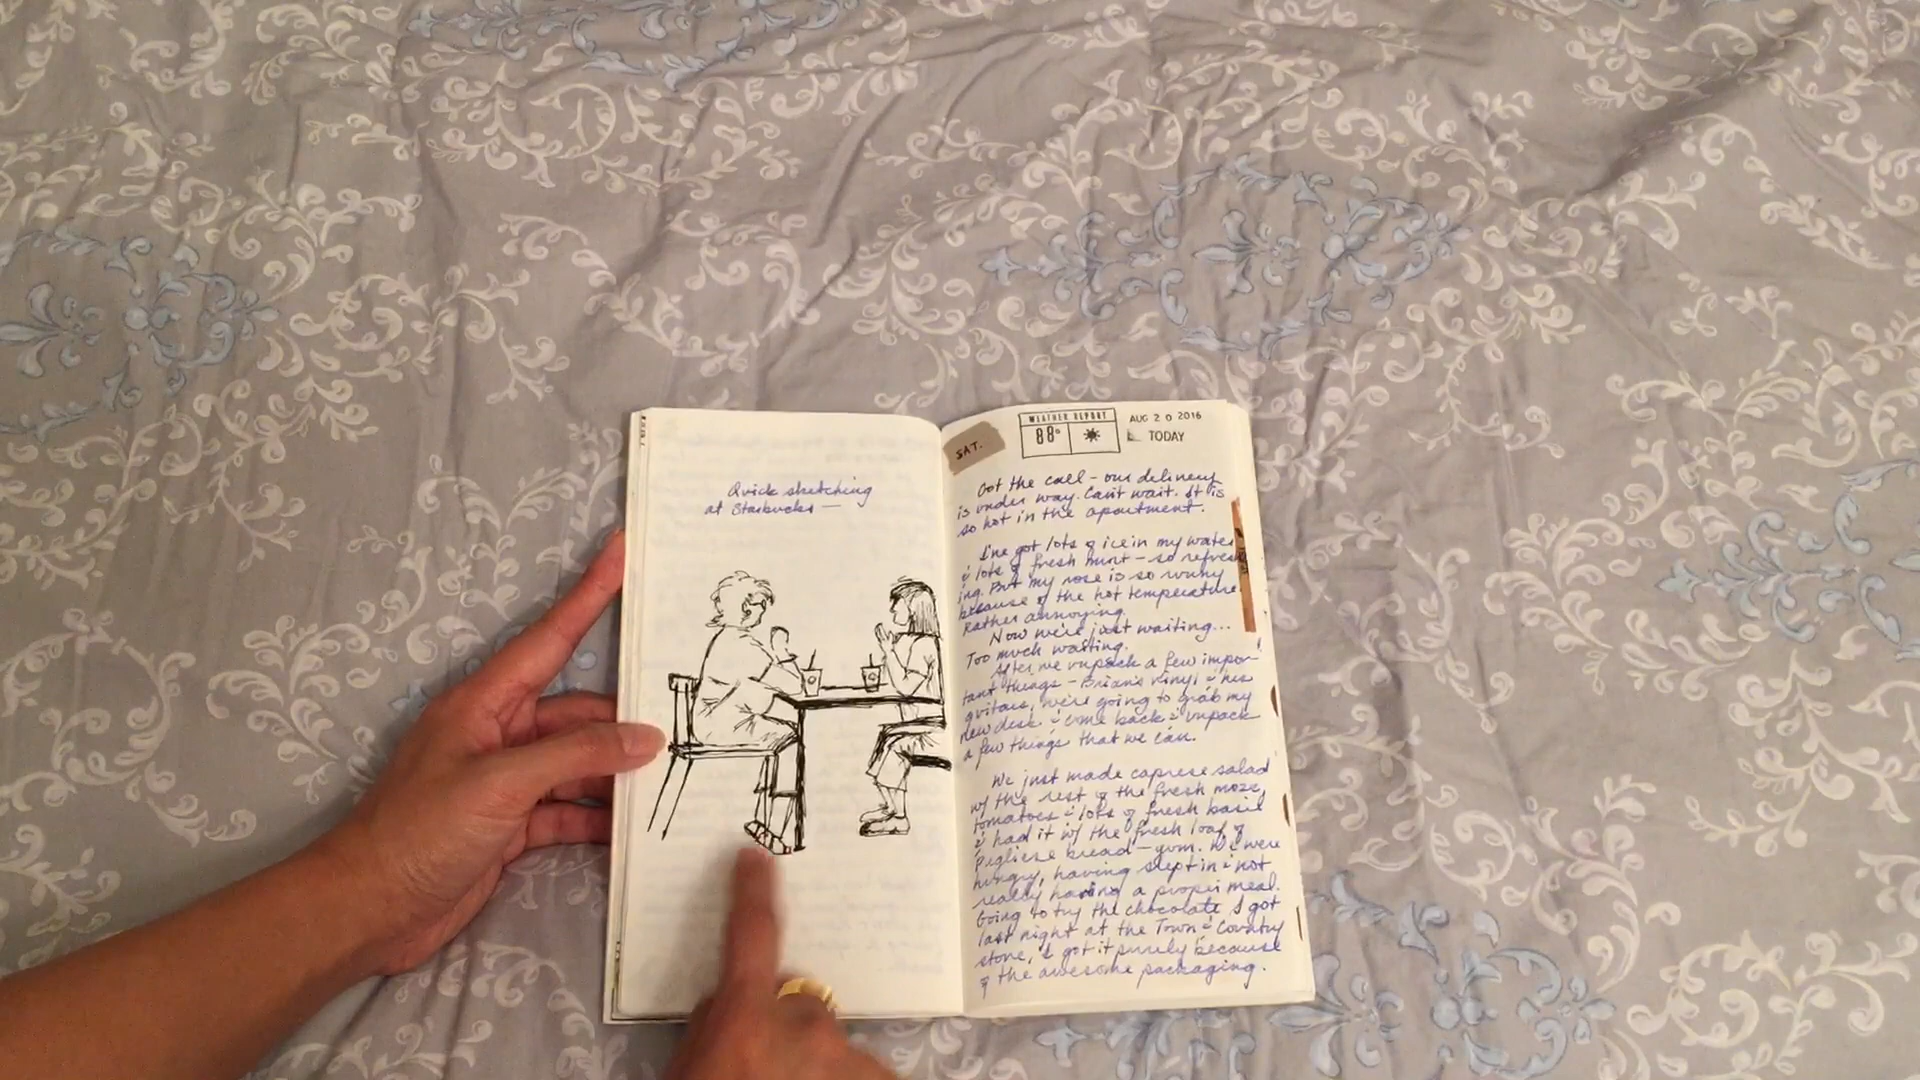 Quick sketching
at Starbucks —
SAT.
WEATHER REPORT
88°
AUG 20 2016
TODAY
Got the call - our delivery
is under way. Can't wait. It is
so hot in the apartment.
I've got lots of ice in my water
& lots of fresh mint - so refresh
ing. But my nose is so runny
because of the hot temperature
Rather annoying.
Now we're just waiting...
Too much waiting.
After we unpack a few impor-
tant things - Brian's vinyl & his
guitars, we're going to grab my
new desk & come back & unpack
a few things that we can.
We just made caprese salad
w/ the rest of the fresh mozz,
tomatoes & lots of fresh basil
& had it w/ the fresh loaf of
Pugliese bread - yum. We were
hungry, having slept in & not
really having a proper meal.
Going to try the chocolate I got
last night at the Town & Country
store, I got it purely because
of the awesome packaging.